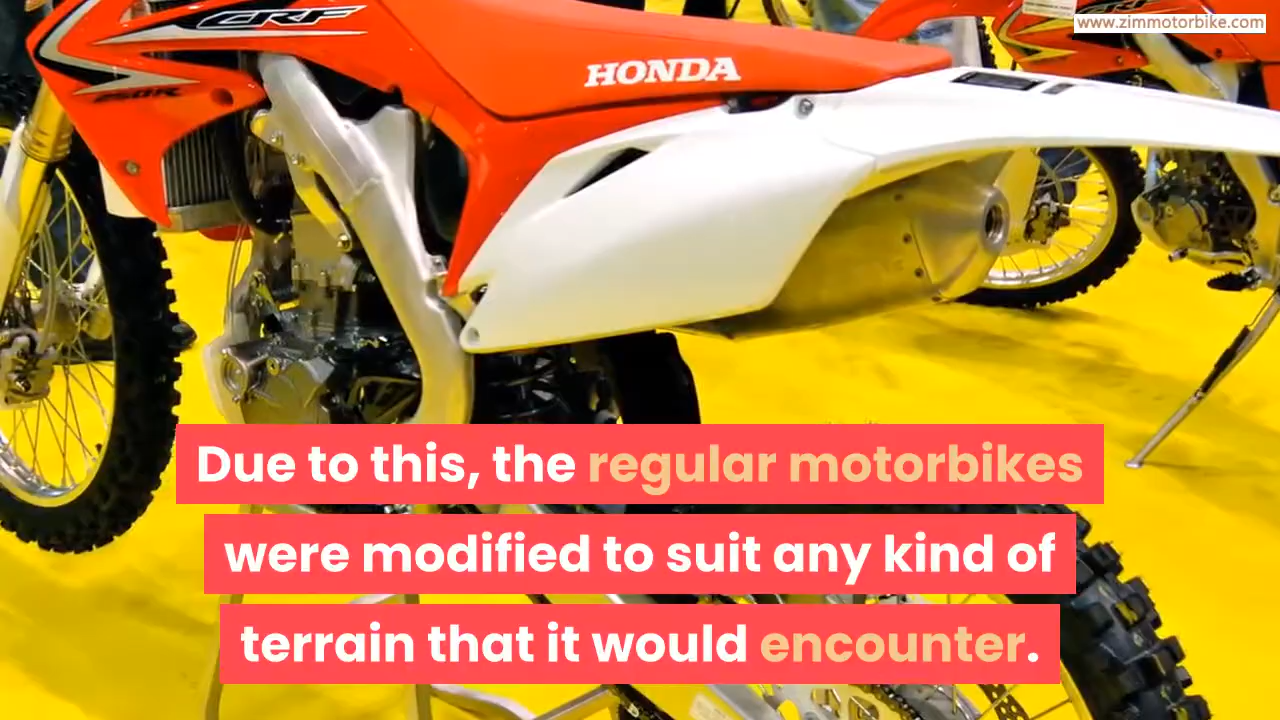 www.zimmotorbike.com
CRF
HONDA
250R
Due to this, the regular motorbikes
were modified to suit any kind of
terrain that it would encounter.